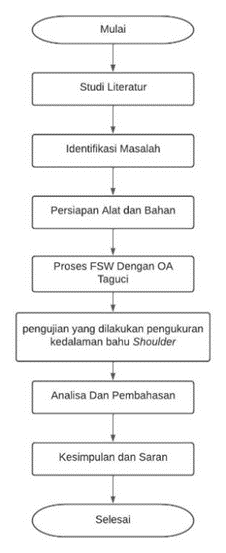 Mulai
Studi Literatur
Identifikasi Masalah
Persiapan Alat dan Bahan
Proses FSW Dengan OA
Taguci
pengujian yang dilakukan pengukuran
kedalaman bahu Shoulder
Analisa Dan Pembahasan
Kesimpulan dan Saran
Selesai